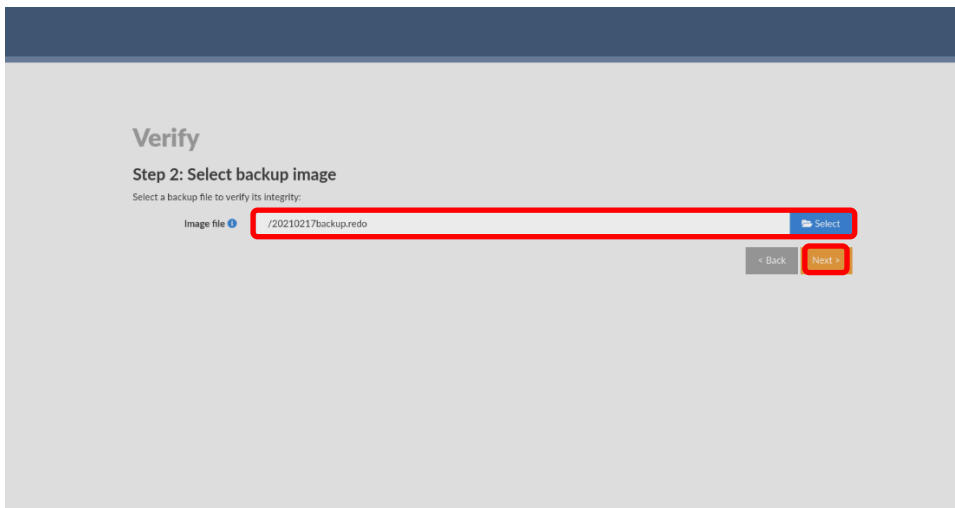 Verify
Step 2: Select backup image
Select a backup file to verify its integrity:
Image file /20210217backup.redo Select
< Back Next >